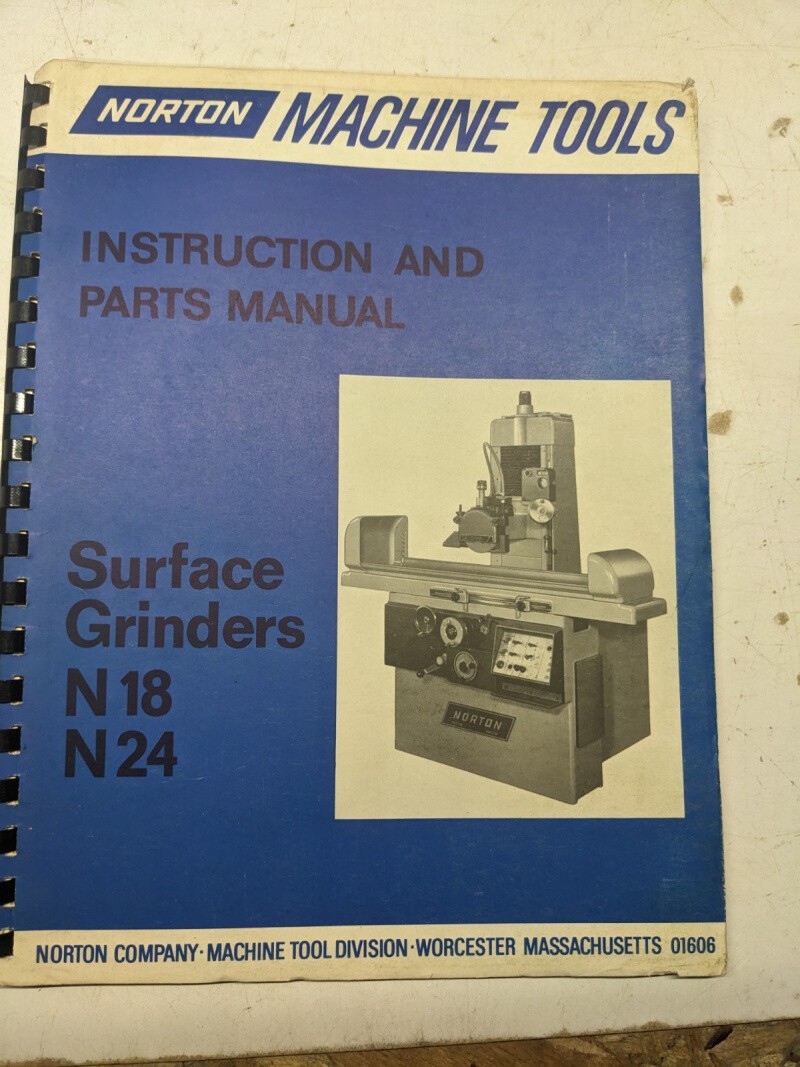 NORTON MACHINE TOOLS
INSTRUCTION AND
PARTS MANUAL
Surface
Grinders
N 18
N 24
NORTON
NORTON COMPANY · MACHINE TOOL DIVISION · WORCESTER MASSACHUSETTS 01606